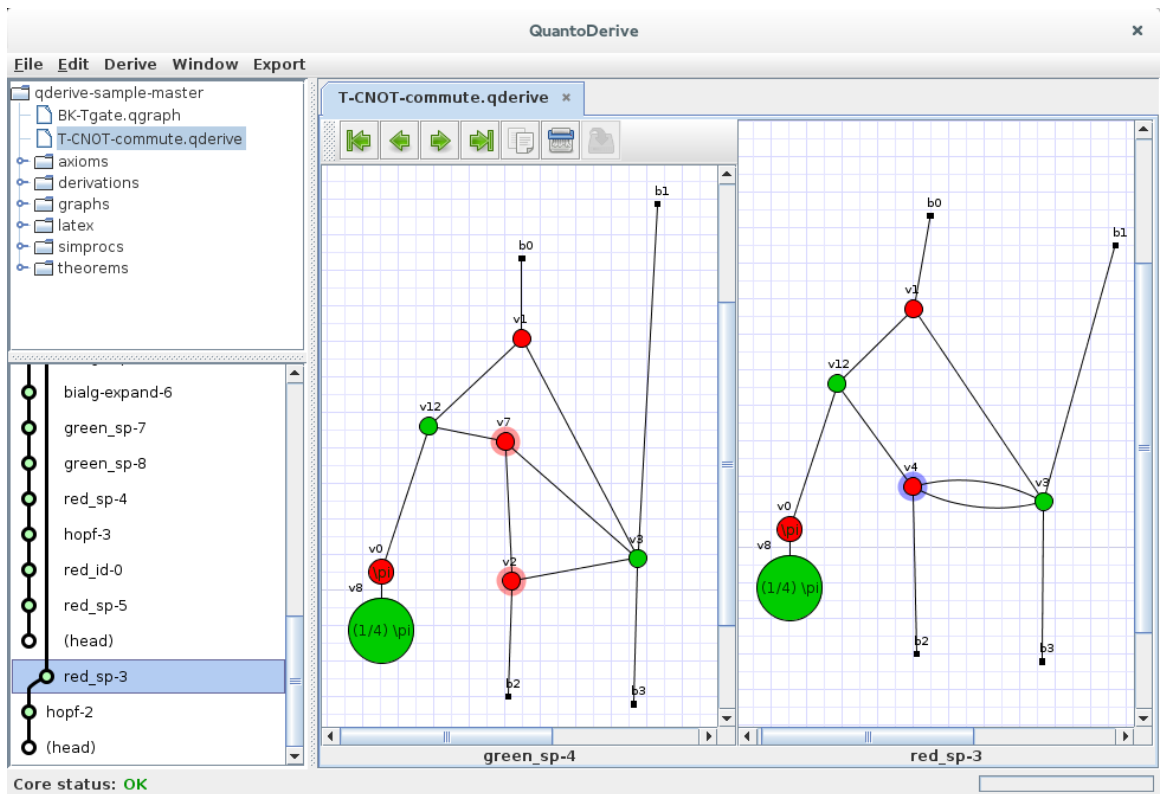 QuantoDerive
File Edit Derive Window Export
qderive-sample-master
BK-Tgate.qgraph
T-CNOT-commute.qderive
axioms
derivations
graphs
latex
simprocs
theorems
bialg-expand-6
green_sp-7
green_sp-8
red_sp-4
hopf-3
red_id-0
red_sp-5
(head)
red_sp-3
hopf-2
(head)
T-CNOT-commute.qderive
b1
b0
v1
v12
v7
v3
v0
v2
\pi
v8
(1/4) \pi
b2
b3
green_sp-4
b0
b1
v1
v12
v4
v3
v0
\pi
v8
(1/4) \pi
b2
b3
red_sp-3
Core status: OK